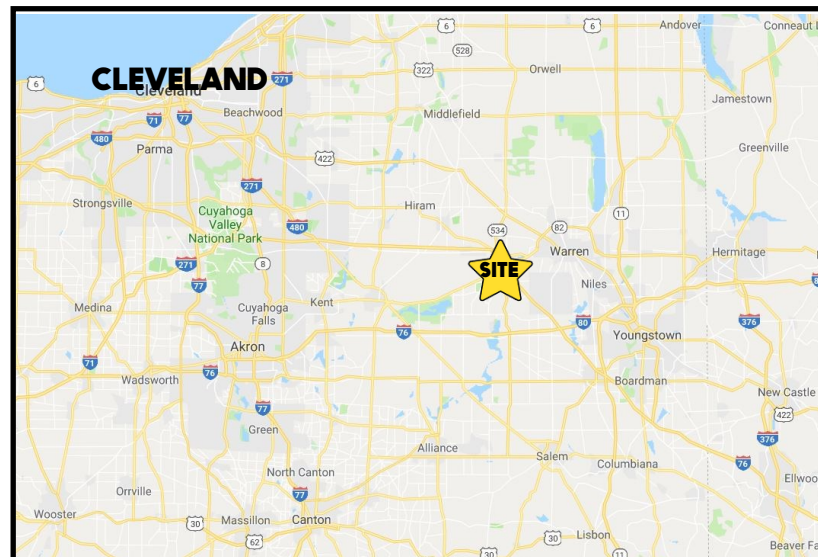 6
6
Andover
Conneaut L
528
322
Orwell
CLEVELAND
Cleveland
271
6
Jamestown
Beachwood
Middlefield
71
77
480
Parma
422
Greenville
271
Strongsville
Hiram
Cuyahoga
Valley
National Park
11
480
534
82
Warren
Hermitage
SITE
271
8
77
Niles
Medina
Cuyahoga
Falls
Kent
80
376
76
Youngstown
Akron
71
76
Wadsworth
Boardman
New Castle
77
422
Green
376
Alliance
Salem
Columbiana
76
North Canton
Ellwo
Orrville
77
Wooster
30
Massillon
Canton
62
30
Lisbon
30
11
Beaver Fa